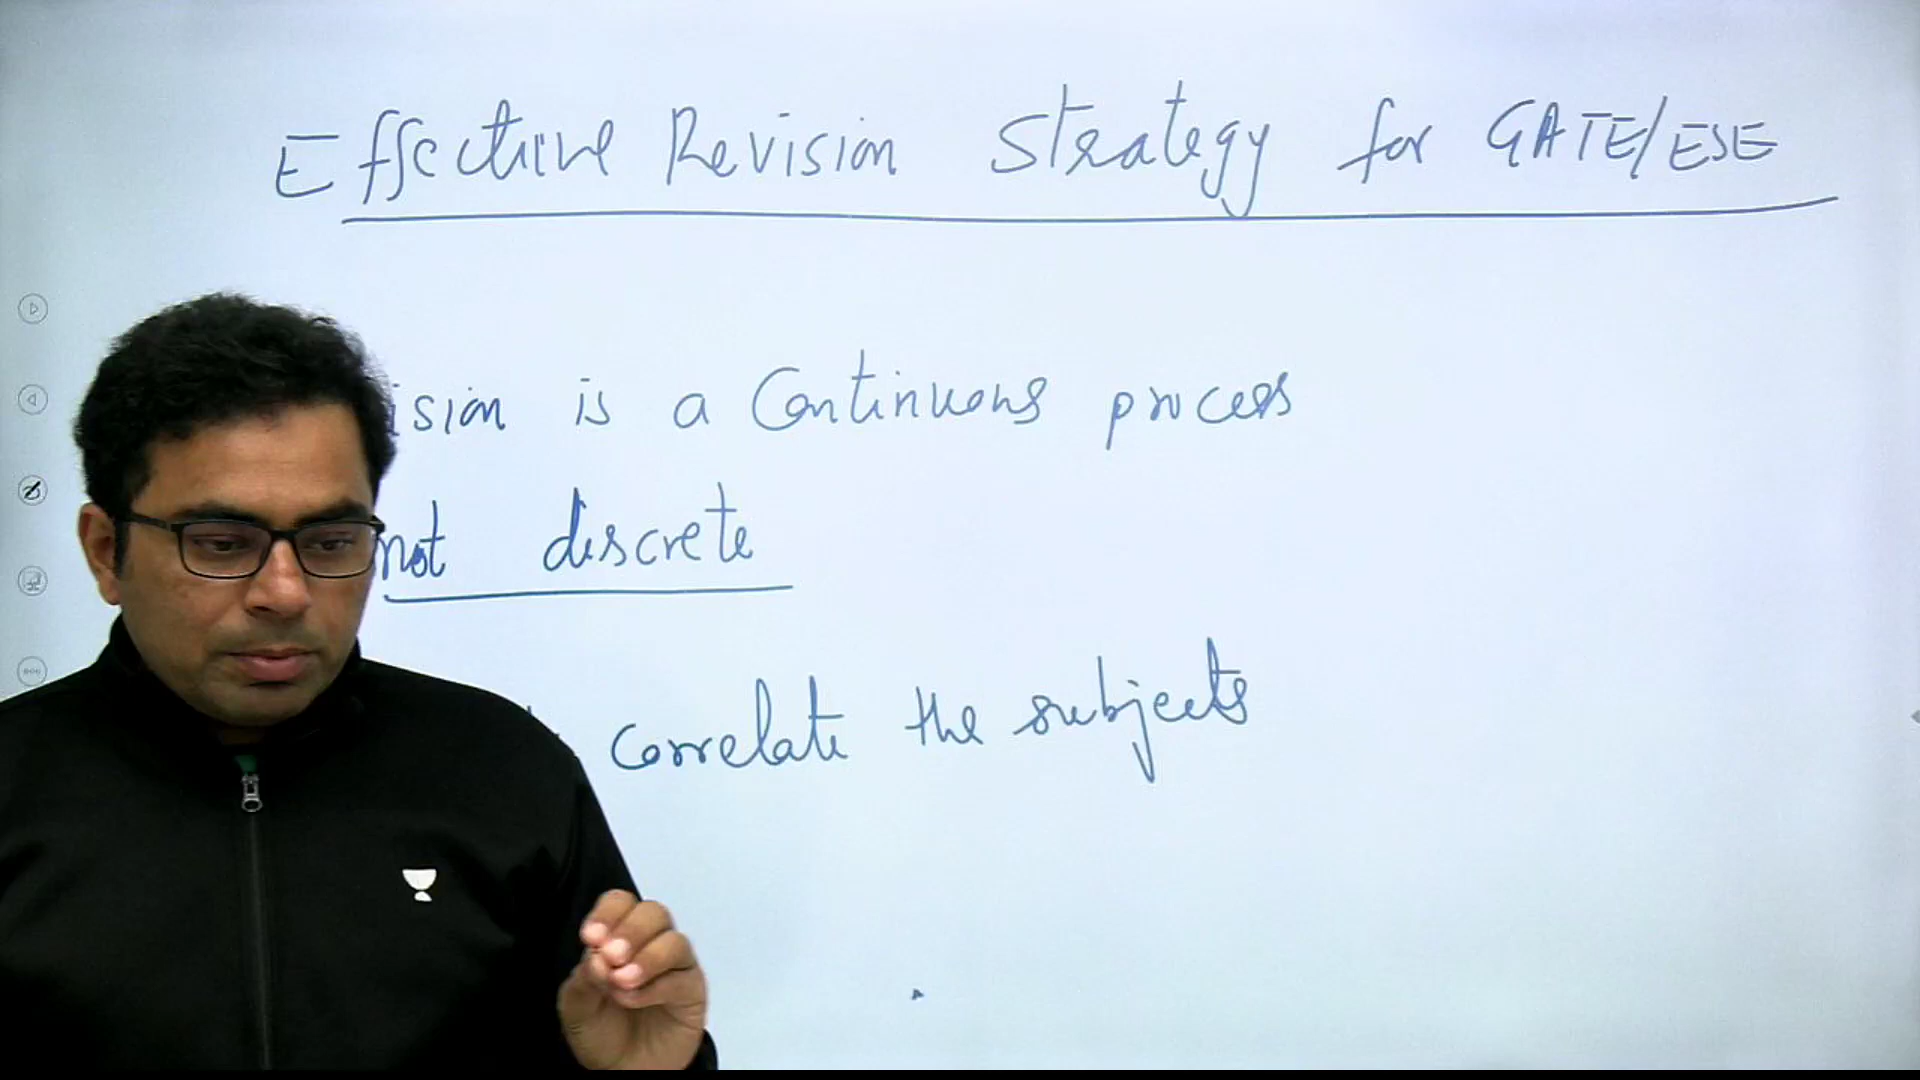 Effective Revision Strategy for GATE/ESE
ision is a Continuous process
not discrete
correlate the subjects